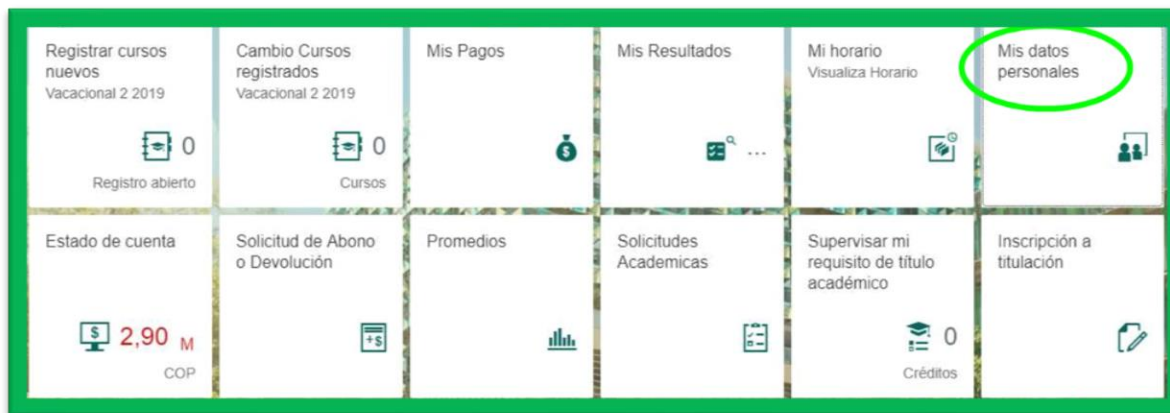 Registrar cursos
nuevos
Vacacional 2 2019
0
Registro abierto
Cambio Cursos
registrados
Vacacional 2 2019
0
Cursos
Mis Pagos
$
Mis Resultados
...
Mi horario
Visualiza Horario
Mis datos
personales
Estado de cuenta
$
2,90 M
COP
Solicitud de Abono
o Devolución
+$
Promedios
Solicitudes
Academicas
Supervisar mi
requisito de título
académico
0
Créditos
Inscripción a
titulación